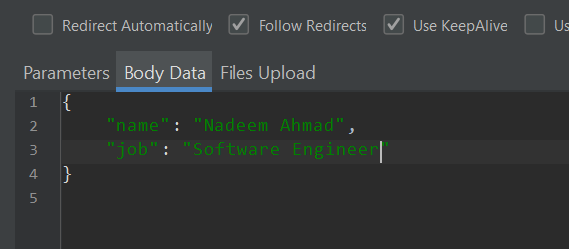 Redirect Automatically Follow Redirects Use KeepAlive Us
Parameters Body Data Files Upload
1 {
2 "name": "Nadeem Ahmad",
3 "job": "Software Engineer"
4 }
5